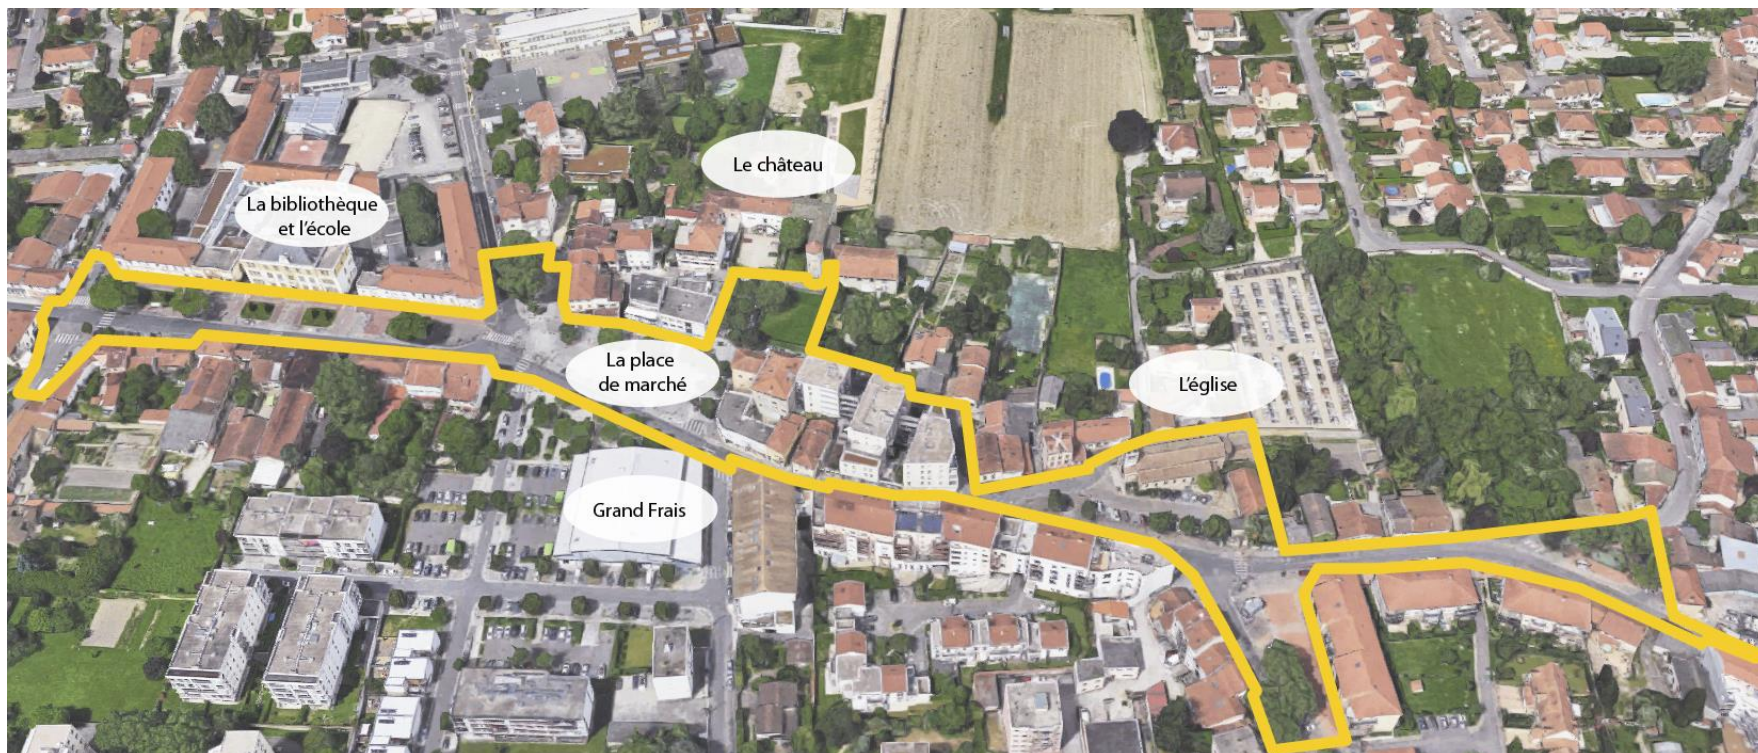 Le château
La bibliothèque
et l'école
La place
de marché
L'église
Grand Frais